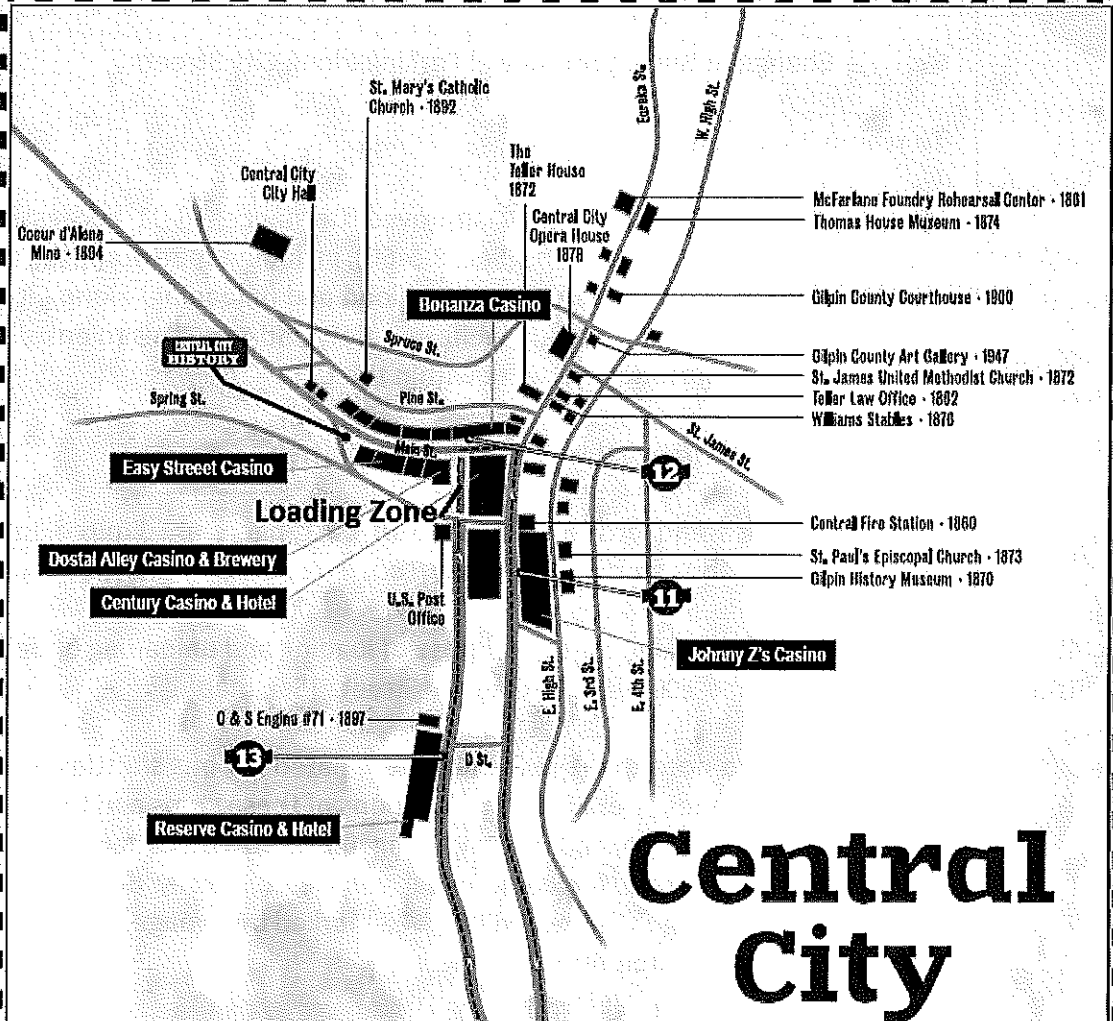 St. Mary's Catholic
Church · 1892
Central City
City Hall
Coeur d'Alene
Mine · 1884
The
Teller House
1872
Central City
Opera House
1878
Eureka St.
W. High St.
McFarlane Foundry Rehearsal Center · 1861
Thomas House Museum · 1874
Gilpin County Courthouse · 1900
Gilpin County Art Gallery · 1947
St. James United Methodist Church · 1872
Teller Law Office · 1862
Williams Stables · 1876
Bonanza Casino
CENTRAL CITY
HISTORY
Spruce St.
Spring St.
Pine St.
Main St.
St. James St.
12
Easy Streeet Casino
Loading Zone
Dostal Alley Casino & Brewery
Century Casino & Hotel
U.S. Post
Office
Central Fire Station · 1860
St. Paul's Episcopal Church · 1873
Gilpin History Museum · 1870
11
Johnny Z's Casino
E. High St.
E. 3rd St.
E. 4th St.
Engine #71 · 1897
13
D St.
Reserve Casino & Hotel
Central
City